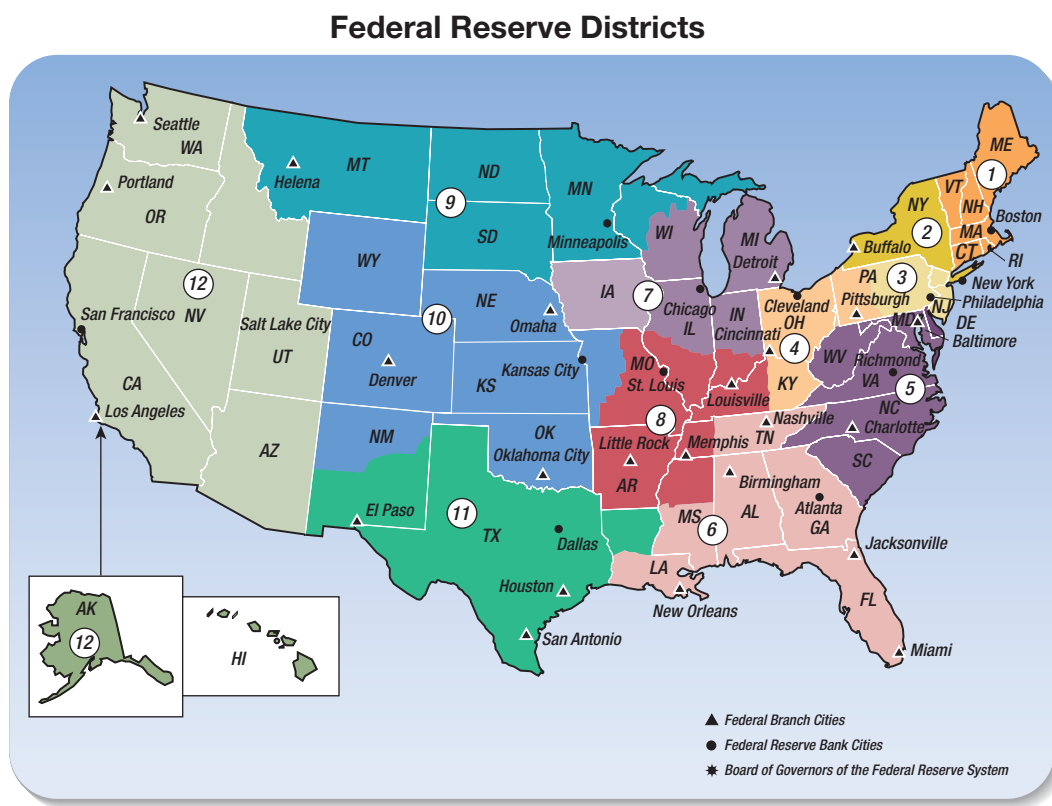 Federal Reserve Districts
Seattle
WA
Portland
OR
Helena
MT
ND
9
SD
MN
Minneapolis
WI
MI
Detroit
ME
1
VT
NH
Boston
MA
CT
RI
NY
2
Buffalo
New York
PA
3
Pittsburgh
Philadelphia
NJ
DE
MD
Baltimore
12
NV
San Francisco
Salt Lake City
UT
CA
Los Angeles
AZ
WY
NE
Omaha
10
CO
Denver
KS
Kansas City
NM
OK
Oklahoma City
IA
7
Chicago
IL
IN
Cincinnati
Cleveland
OH
4
KY
WV
Richmond
VA
5
NC
Charlotte
SC
MO
St. Louis
Louisville
8
Little Rock
AR
Memphis
Nashville
TN
Birmingham
AL
Atlanta
GA
MS
6
El Paso
11
TX
Dallas
Houston
San Antonio
LA
New Orleans
Jacksonville
FL
Miami
AK
12
HI
Federal Branch Cities
Federal Reserve Bank Cities
Board of Governors of the Federal Reserve System